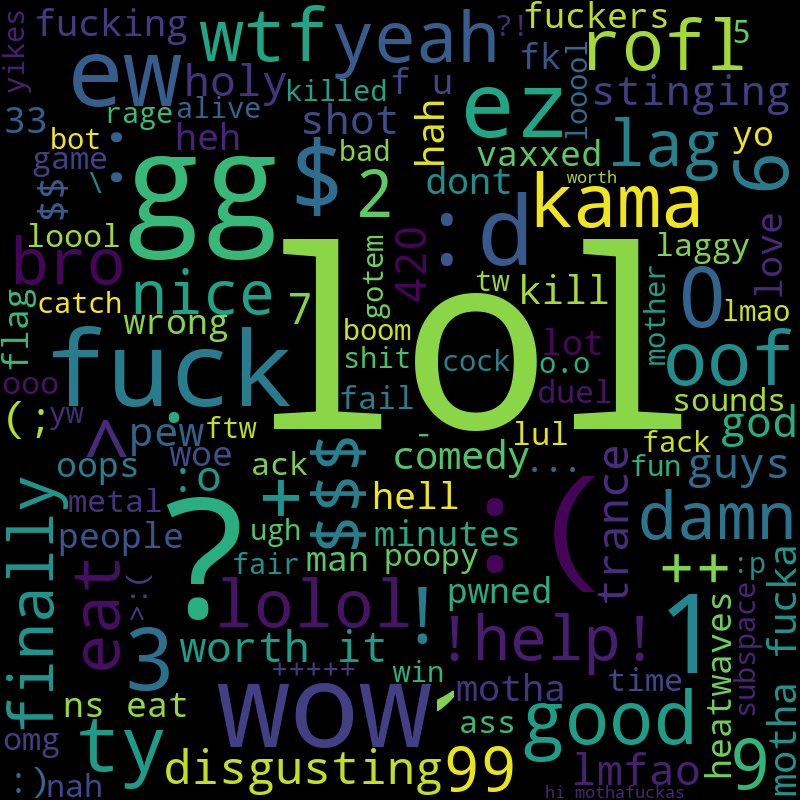 yikes
fucking
wtf
yeah
?!
fuckers
fk
rofl
5
ew
holy
killed
f u
ez
looool
stinging
33
bot
rage
alive
:
heh
shot
hah
bad
vaxxed
lag
yo
6
game
$$
\
gg
$
2
dont
:d
worth
kama
loool
bro
nice
gotem
420
tw
kill
laggy
love
flag
catch
wrong
7
boom
lol
o.o
lot
mother
0
lmao
ooo
fuck
shit
fail
cock
duel
oof
(;
yw
^
pew
.
ftw
woe
-
comedy
...
lul
sounds
fack
god
oops
:o
ack
+
$$$
hell
:(
trance
fun
guys
metal
people
?
ugh
fair
man
minutes
poopy
damn
finally
eat
>:(
lolol
!
pwned
++
:p
3
worth it
+++++
win
!help!
1
heatwaves
subspace
motha fucka
ns eat
wow
motha
time
ass
good
omg
ty
disgusting
99
lmfao
9
:)
nah
hi mothafuckas